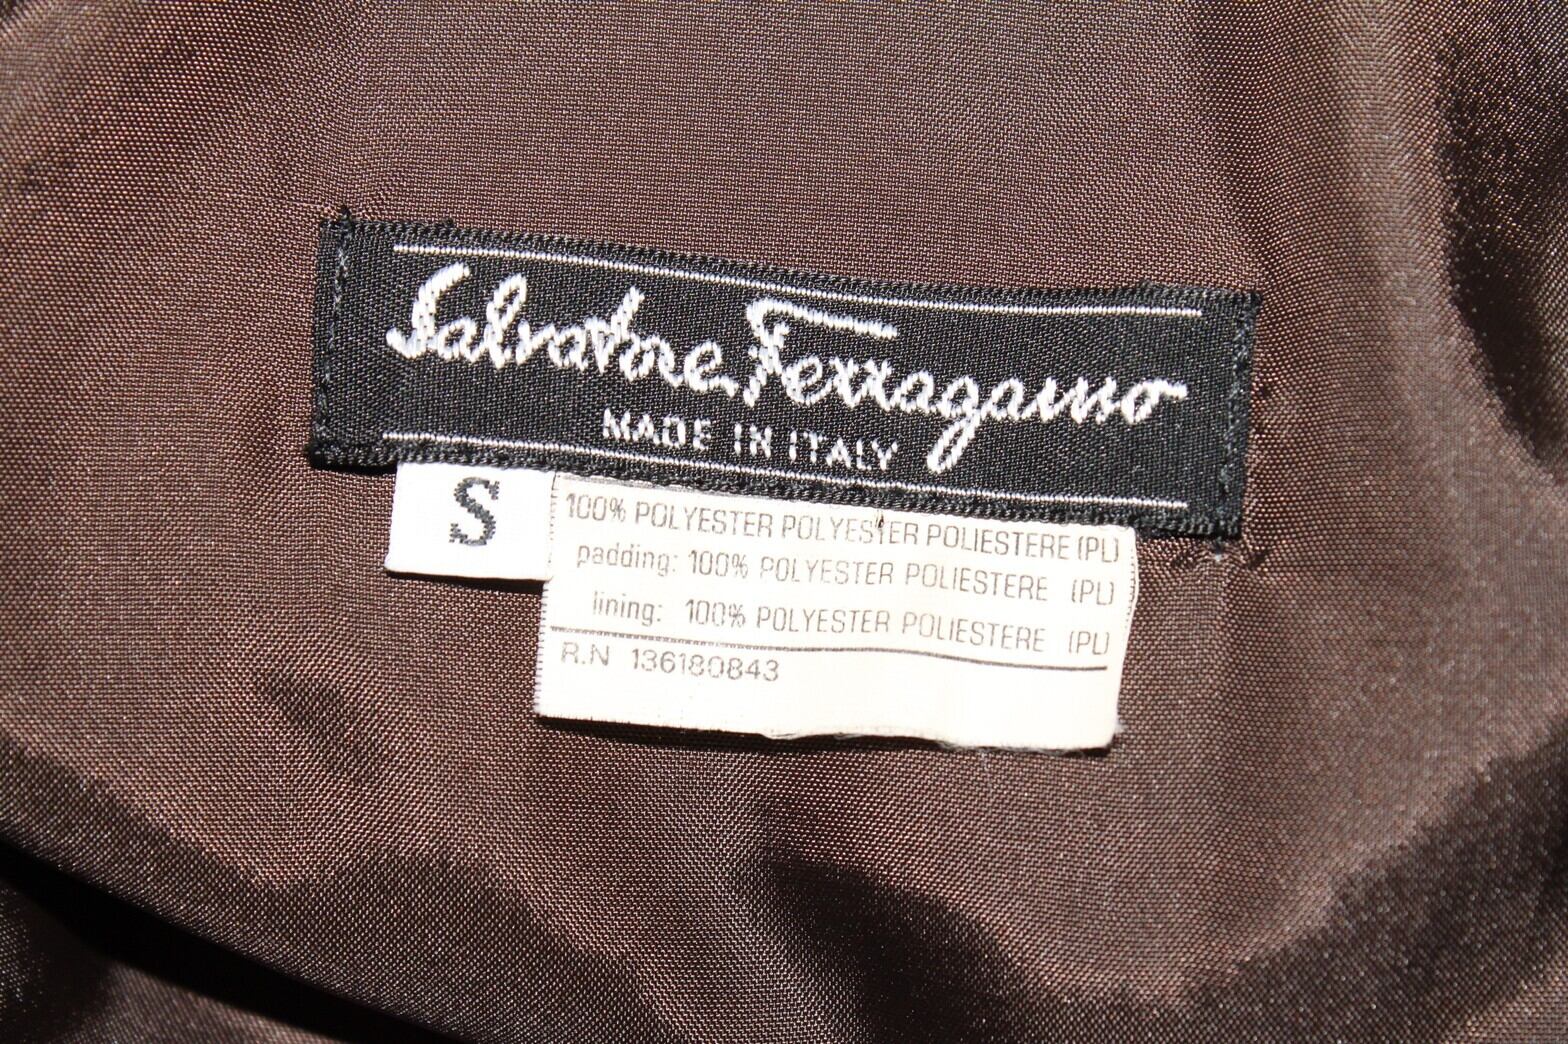 Salvatore Ferragamo
MADE IN ITALY
S
100% POLYESTER POLYESTER POLIESTERE (PL)
padding: 100% POLYESTER POLIESTERE (PL)
lining: 100% POLYESTER POLIESTERE (PL)
R.N 136180843